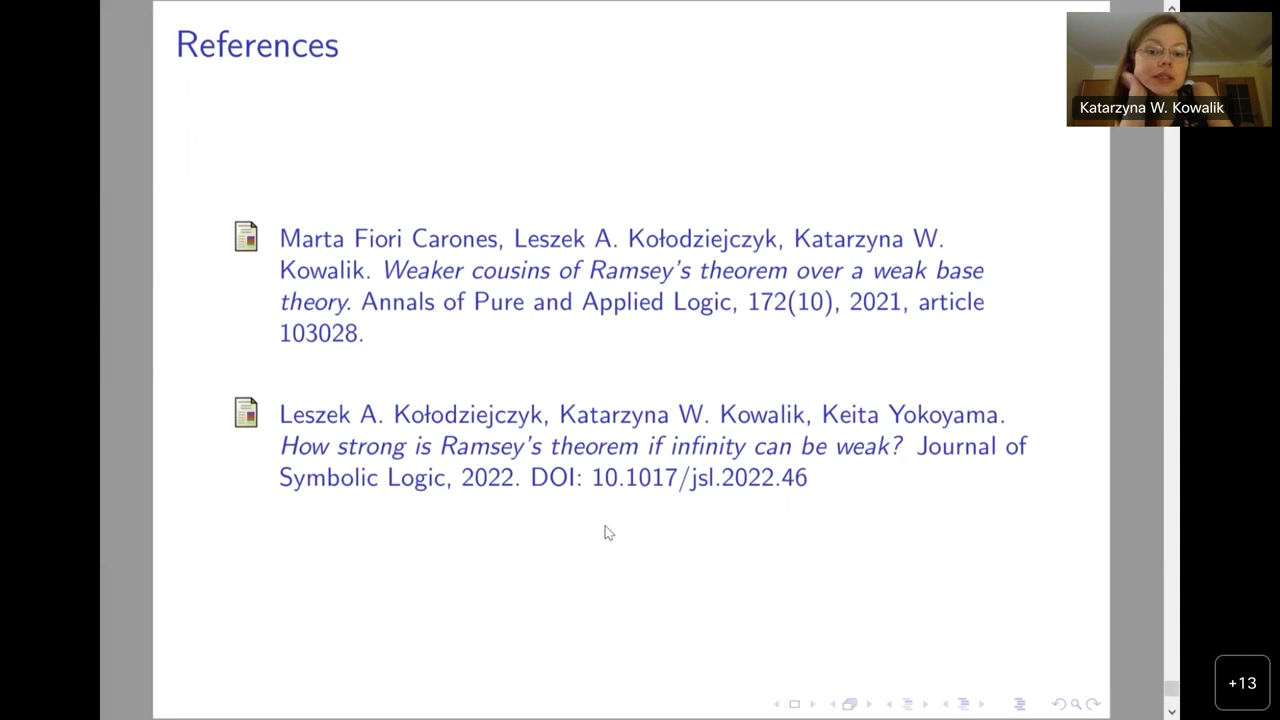 References
Katarzyna W. Kowalik
Marta Fiori Carones, Leszek A. Kołodziejczyk, Katarzyna W.
Kowalik. Weaker cousins of Ramsey's theorem over a weak base
theory. Annals of Pure and Applied Logic, 172(10), 2021, article
103028.
Leszek A. Kołodziejczyk, Katarzyna W. Kowalik, Keita Yokoyama.
How strong is Ramsey's theorem if infinity can be weak? Journal of
Symbolic Logic, 2022. DOI: 10.1017/jsl.2022.46
+13